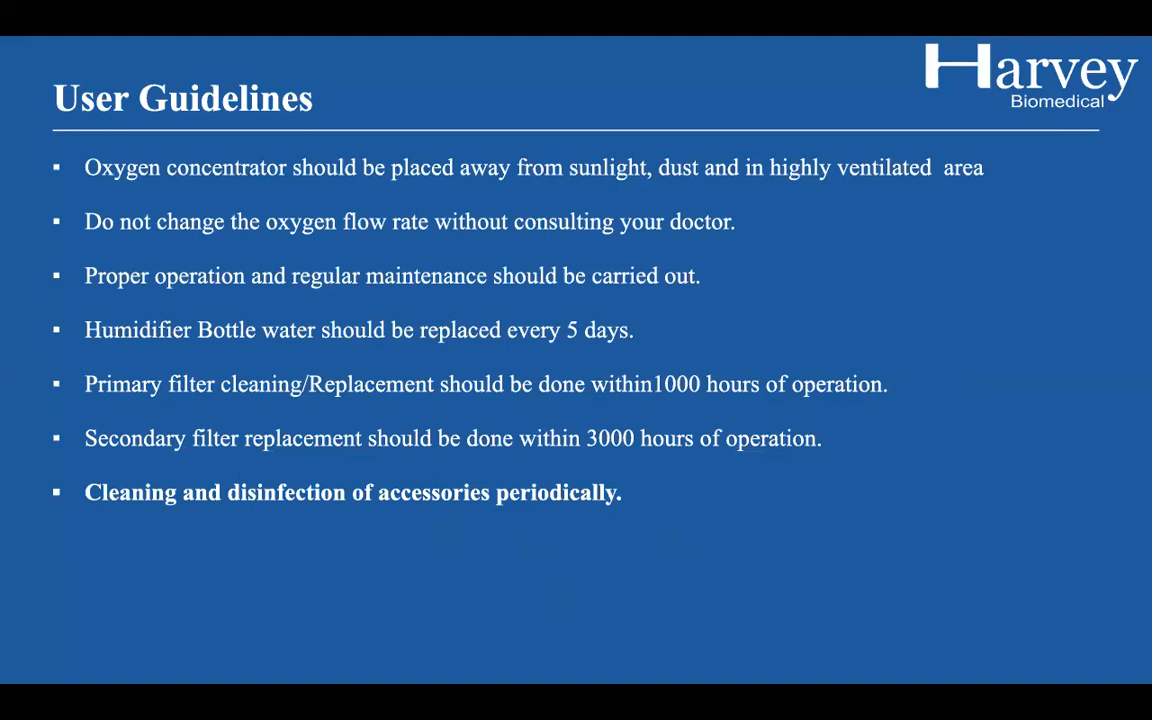 Harvey
Biomedical
User Guidelines
▪ Oxygen concentrator should be placed away from sunlight, dust and in highly ventilated  area
▪ Do not change the oxygen flow rate without consulting your doctor.
▪ Proper operation and regular maintenance should be carried out.
▪ Humidifier Bottle water should be replaced every 5 days.
▪ Primary filter cleaning/Replacement should be done within1000 hours of operation.
▪ Secondary filter replacement should be done within 3000 hours of operation.
▪ Cleaning and disinfection of accessories periodically.